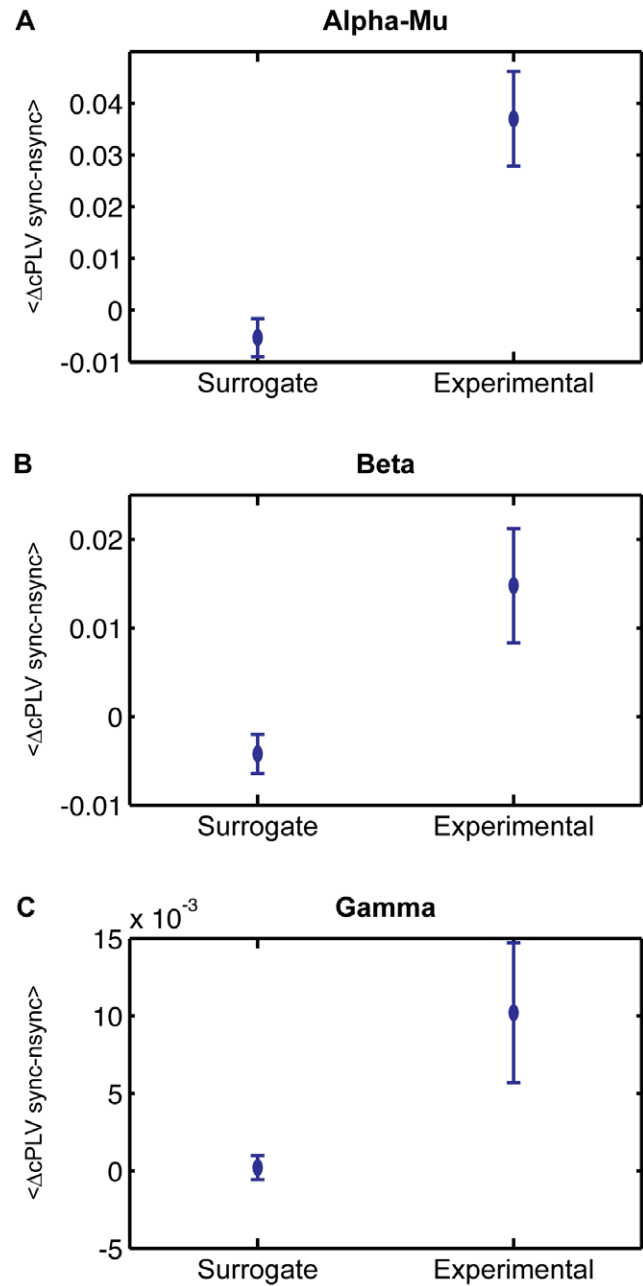 A Alpha-Mu
<ΔcPLV sync-nsync>
0.04
0.03
0.02
0.01
0
-0.01
Surrogate Experimental
B Beta
<ΔcPLV sync-nsync>
0.02
0.01
0
-0.01
Surrogate Experimental
C Gamma
x 10⁻³
<ΔcPLV sync-nsync>
15
10
5
0
-5
Surrogate Experimental